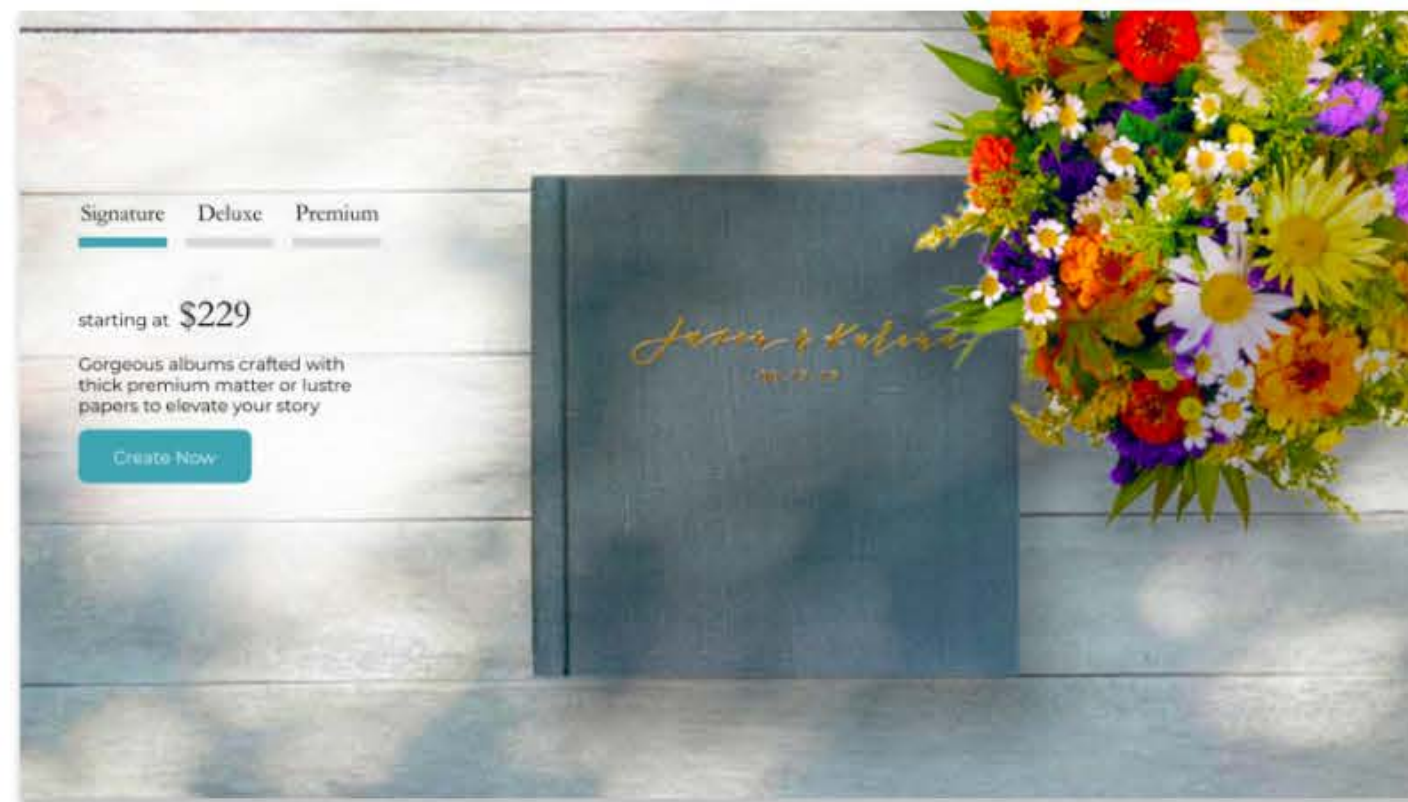 Signature Deluxe Premium
starting at $229
Gorgeous albums crafted with
thick premium matter or lustre
papers to elevate your story
Create Now